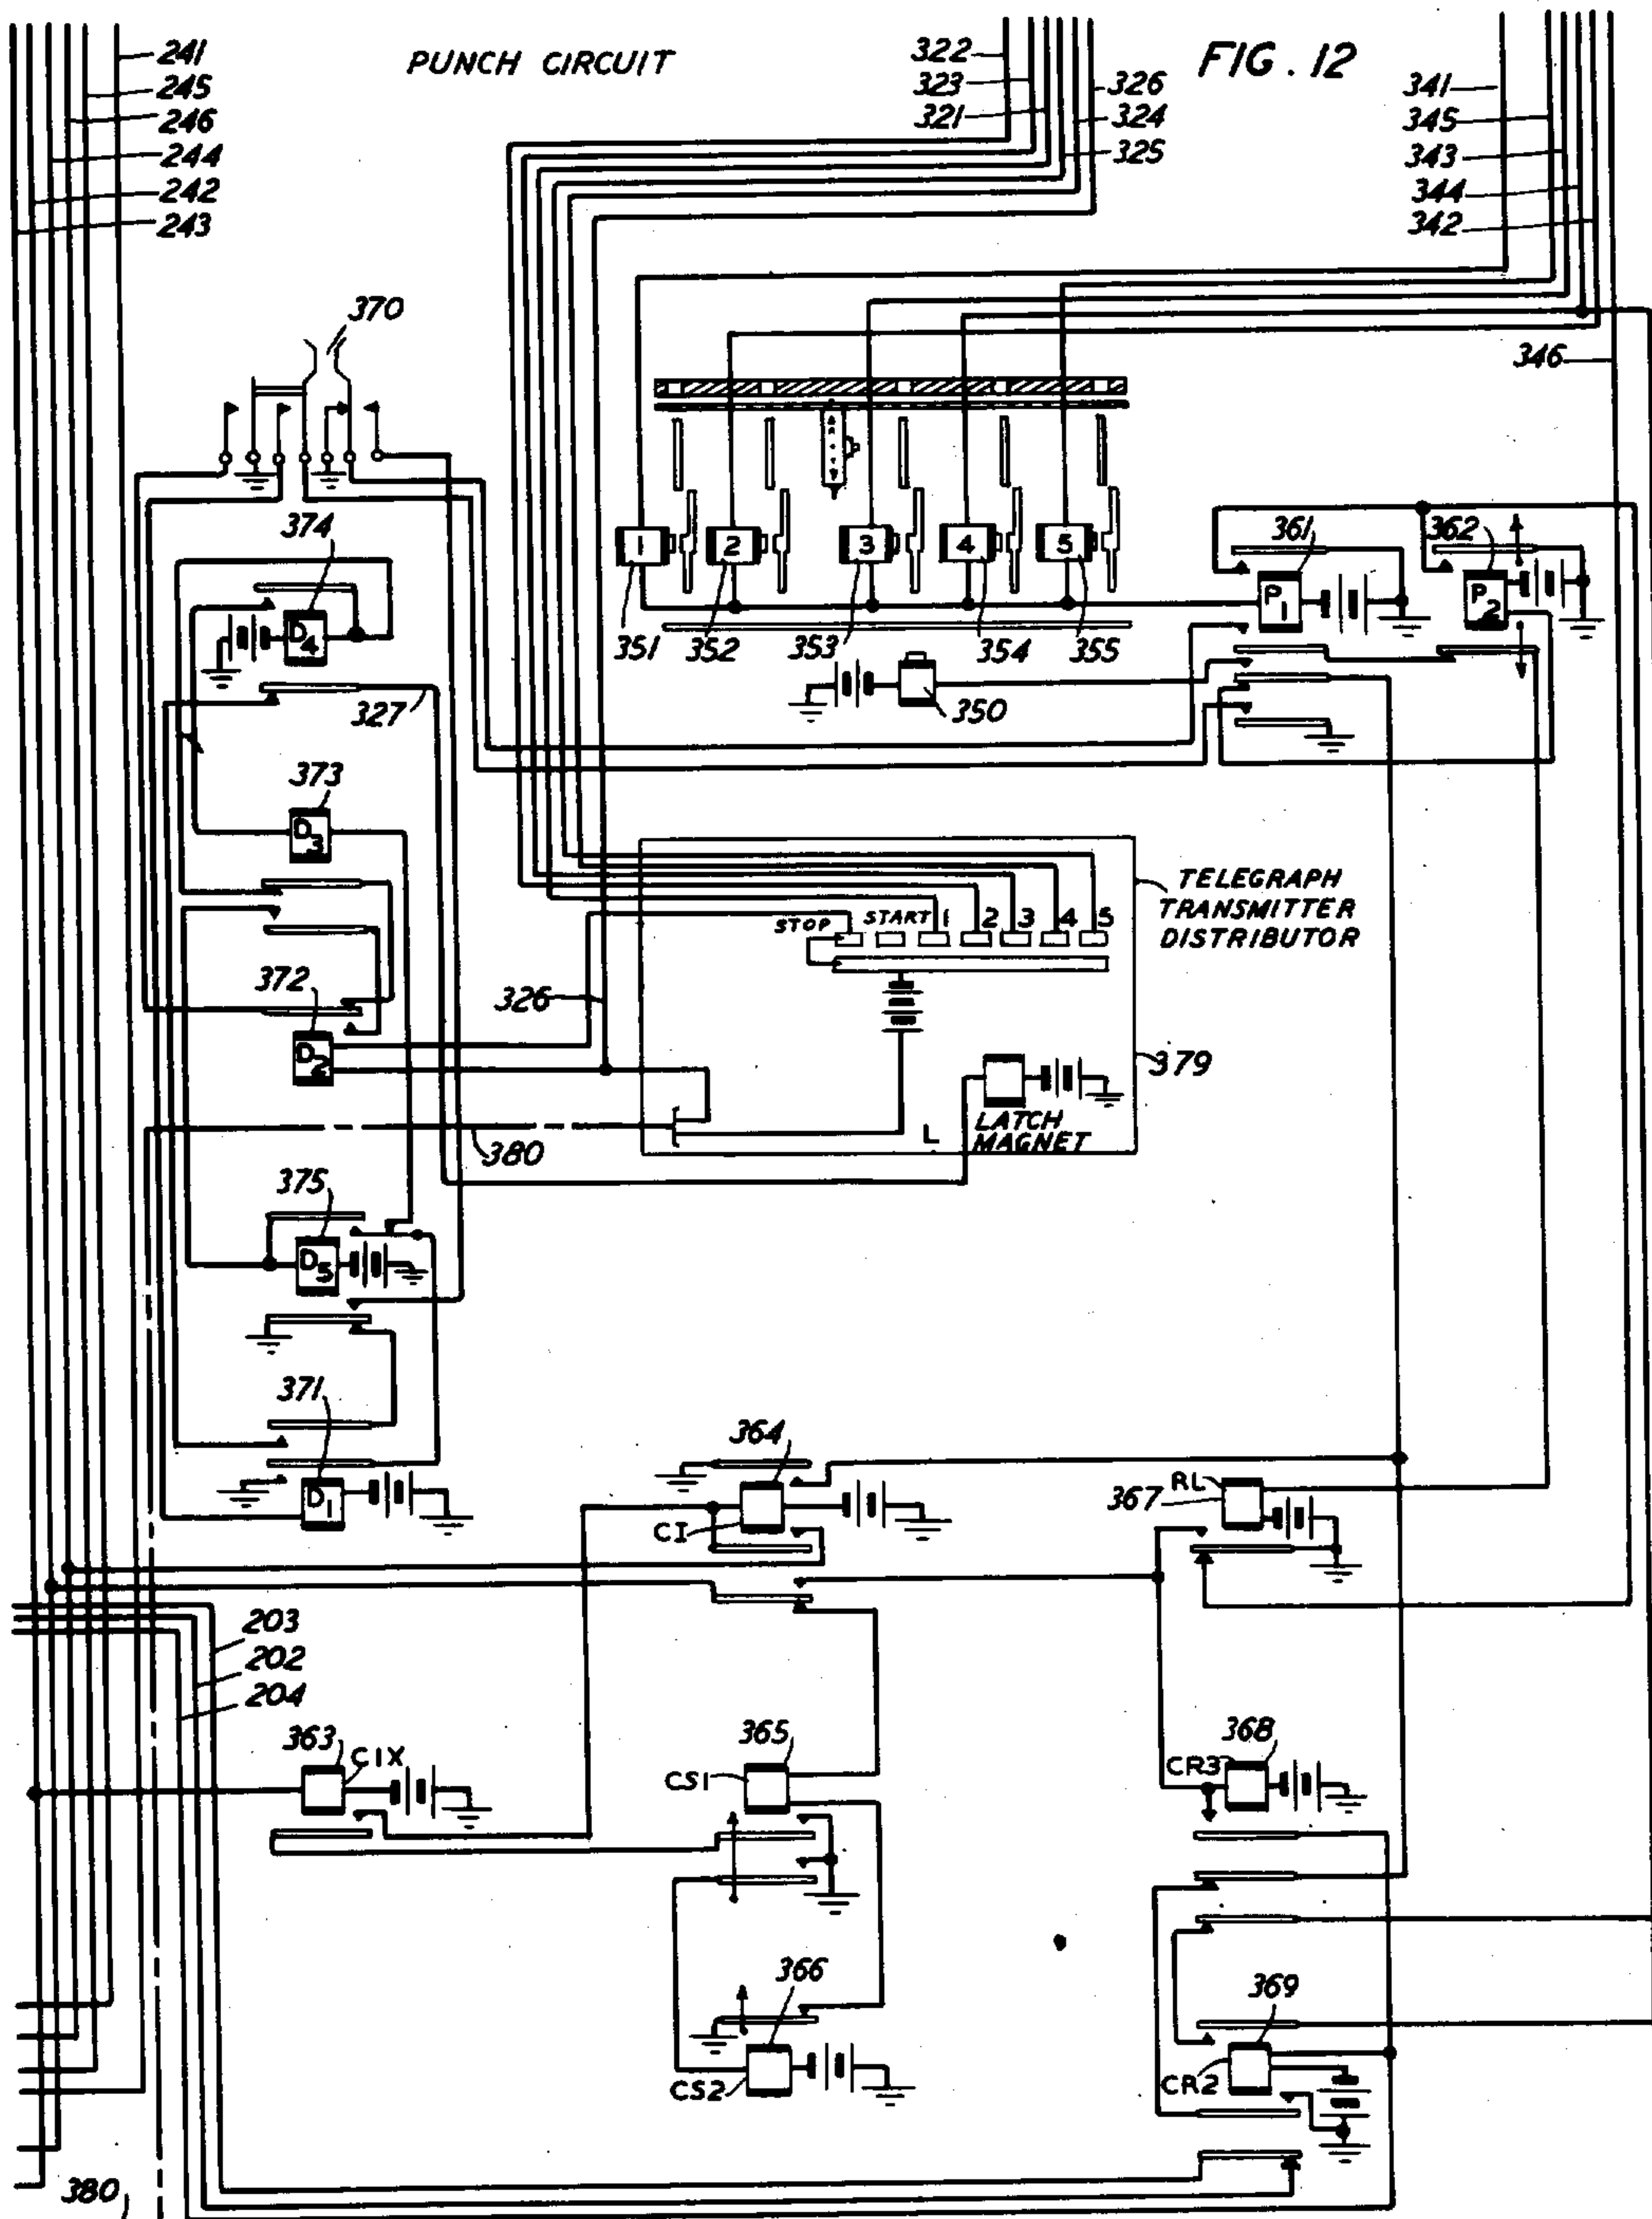 PUNCH CIRCUIT
FIG. 12
241
245
246
244
242
243
322
323
321
326
324
325
341
345
343
344
342
346
370
374
D4
327
373
D3
372
D2
375
D5
371
D1
1
2
3
4
5
351
352
353
354
355
350
361
P1
362
P2
TELEGRAPH
TRANSMITTER
DISTRIBUTOR
STOP
START
1
2
3
4
5
326
379
LATCH
MAGNET
L
380
364
CI
RL
367
203
202
204
363
CIX
365
CS1
368
CR3
366
CS2
369
CR2
380